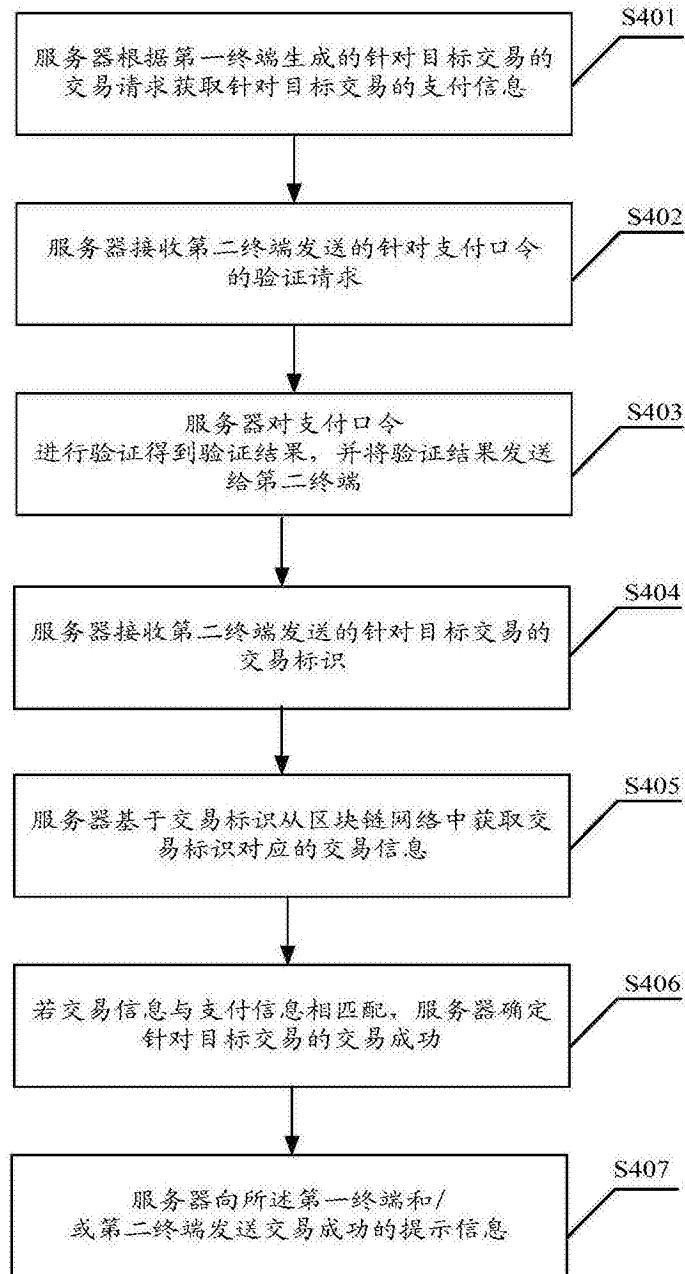 S401
服务器根据第一终端生成的针对目标交易的
交易请求获取针对目标交易的支付信息
S402
服务器接收第二终端发送的针对支付口令
的验证请求
S403
服务器对支付口令
进行验证得到验证结果，并将验证结果发送
给第二终端
S404
服务器接收第二终端发送的针对目标交易的
交易标识
S405
服务器基于交易标识从区块链网络中获取交
易标识对应的交易信息
S406
若交易信息与支付信息相匹配，服务器确定
针对目标交易的交易成功
S407
服务器向所述第一终端和/
或第二终端发送交易成功的提示信息